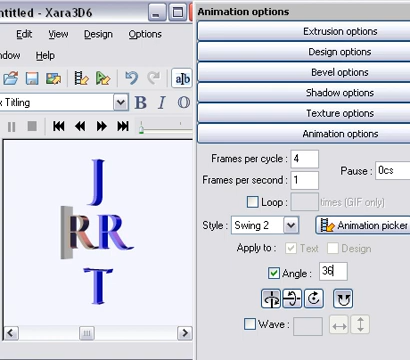 ntitled - Xara3D6
Edit View Design Options
ndow Help
x Titling B I O
J
RR
T
Animation options
Extrusion options
Design options
Bevel options
Shadow options
Texture options
Animation options
Frames per cycle : 4
Pause : 0cs
Frames per second : 1
Loop : times (GIF only)
Style : Swing 2 Animation picker
Apply to : Text Design
Angle : 36
Wave :